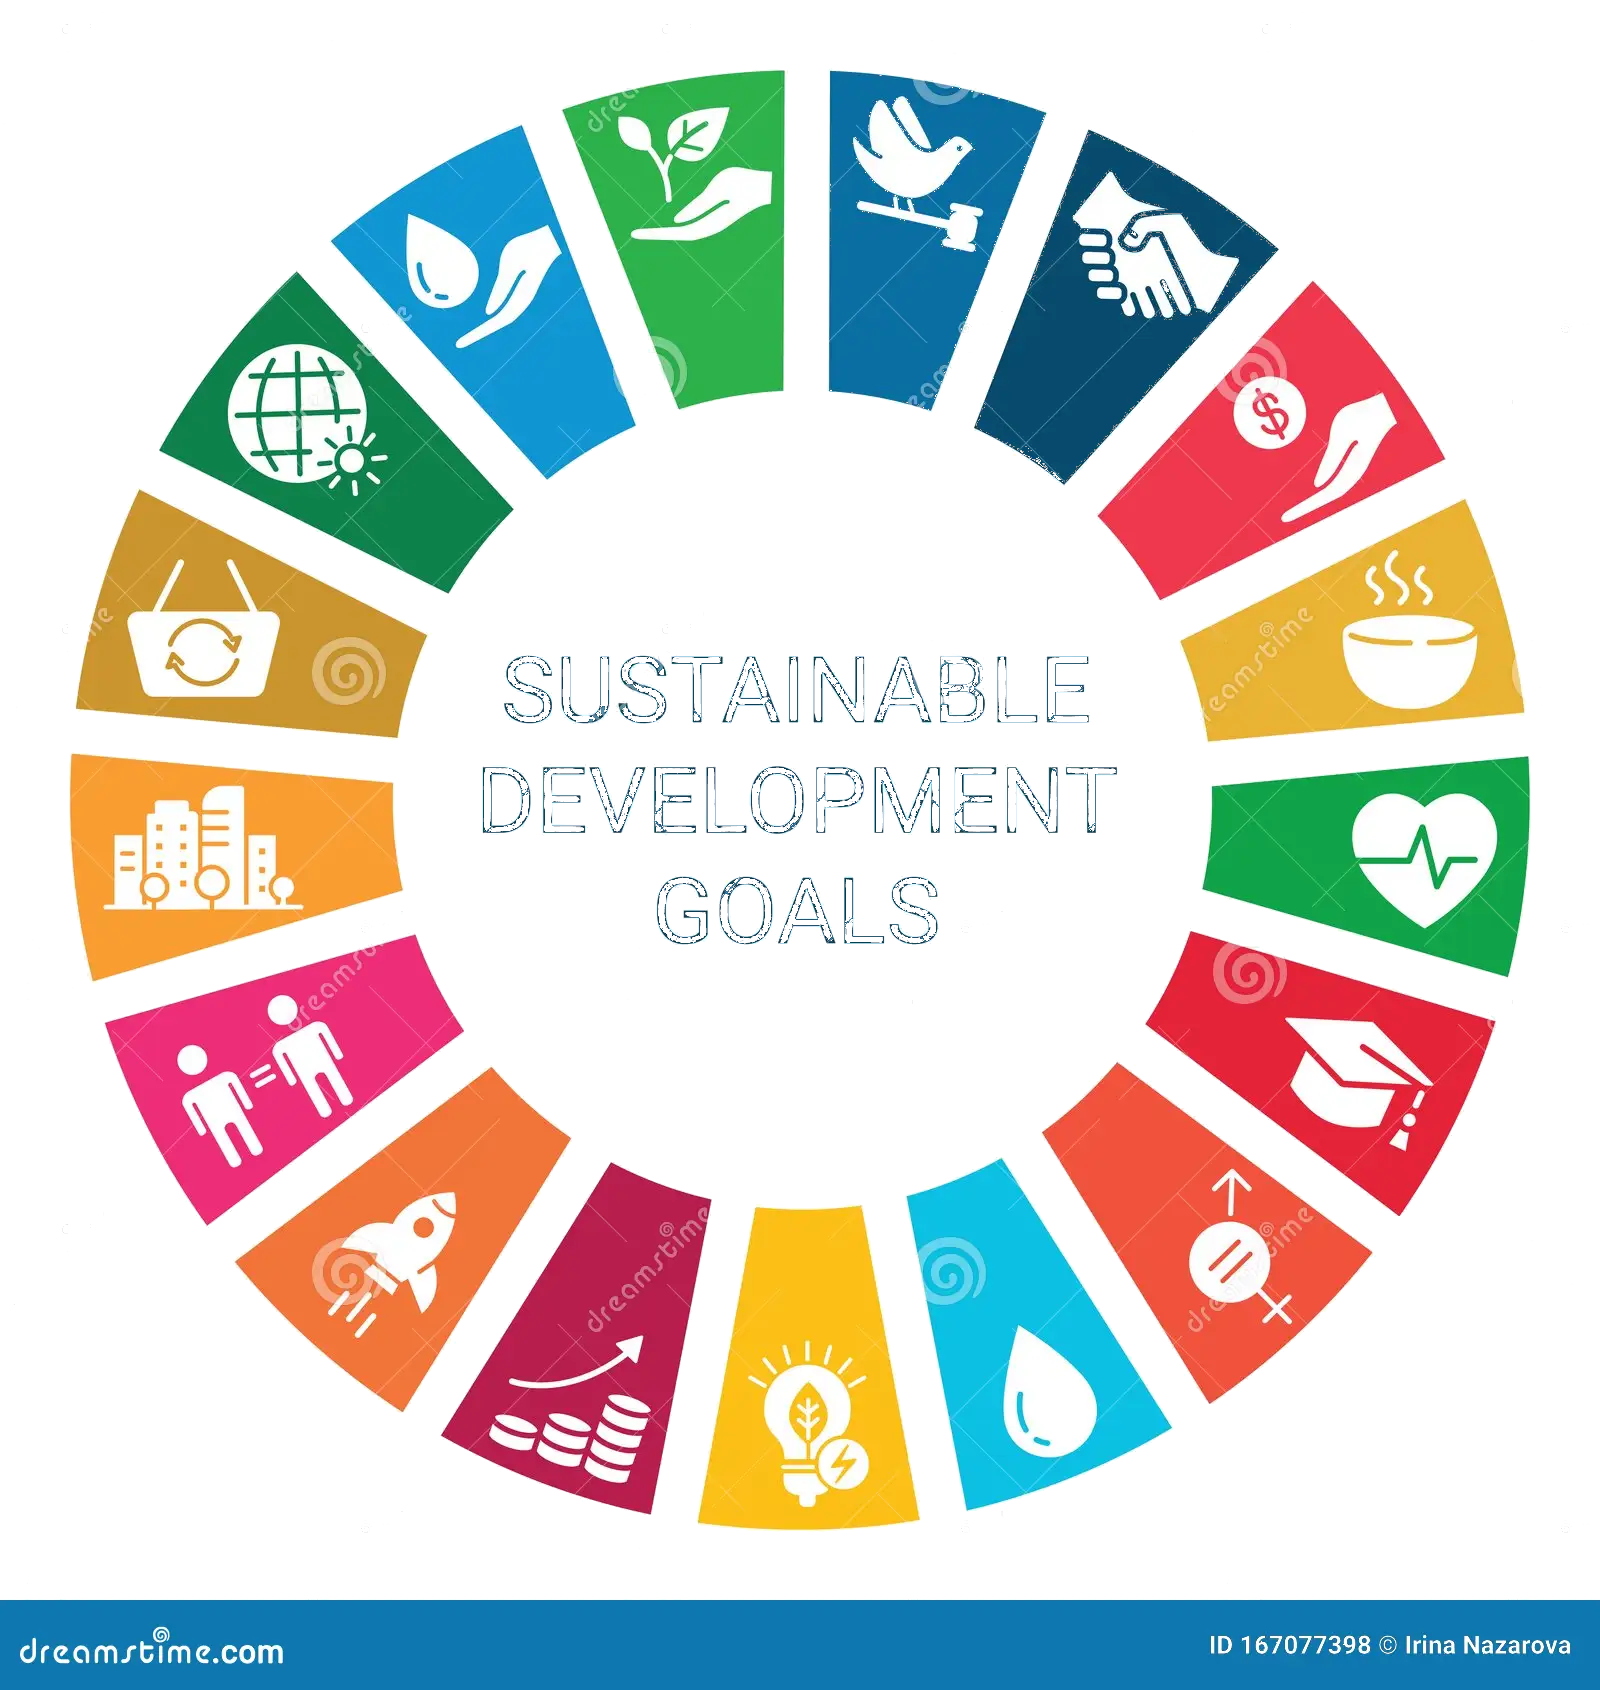 SUSTAINABLE
DEVELOPMENT
GOALS
$
dreamstime.com
ID 167077398 © Irina Nazarova